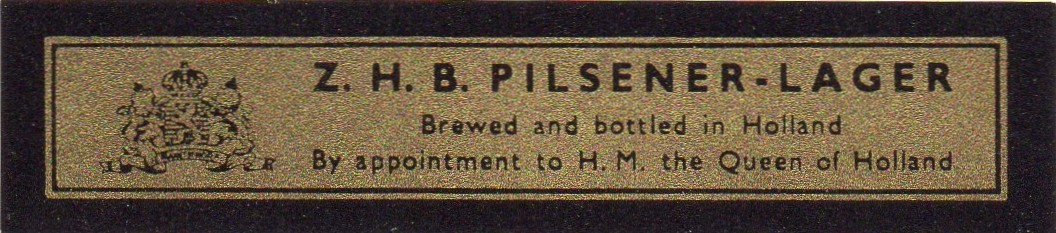 Z. H. B. PILSENER-LAGER
Brewed and bottled in Holland
By appointment to H. M. the Queen of Holland